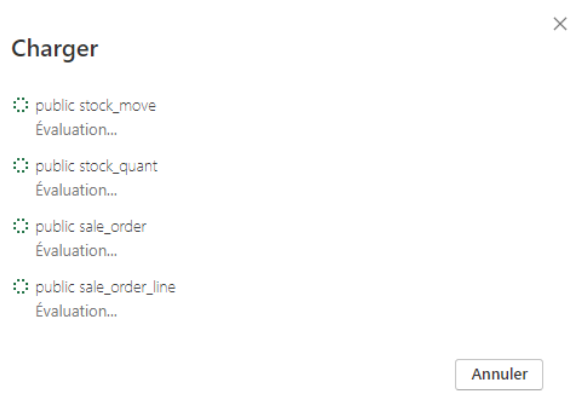 Charger
public stock_move
Évaluation...
public stock_quant
Évaluation...
public sale_order
Évaluation...
public sale_order_line
Évaluation...
Annuler